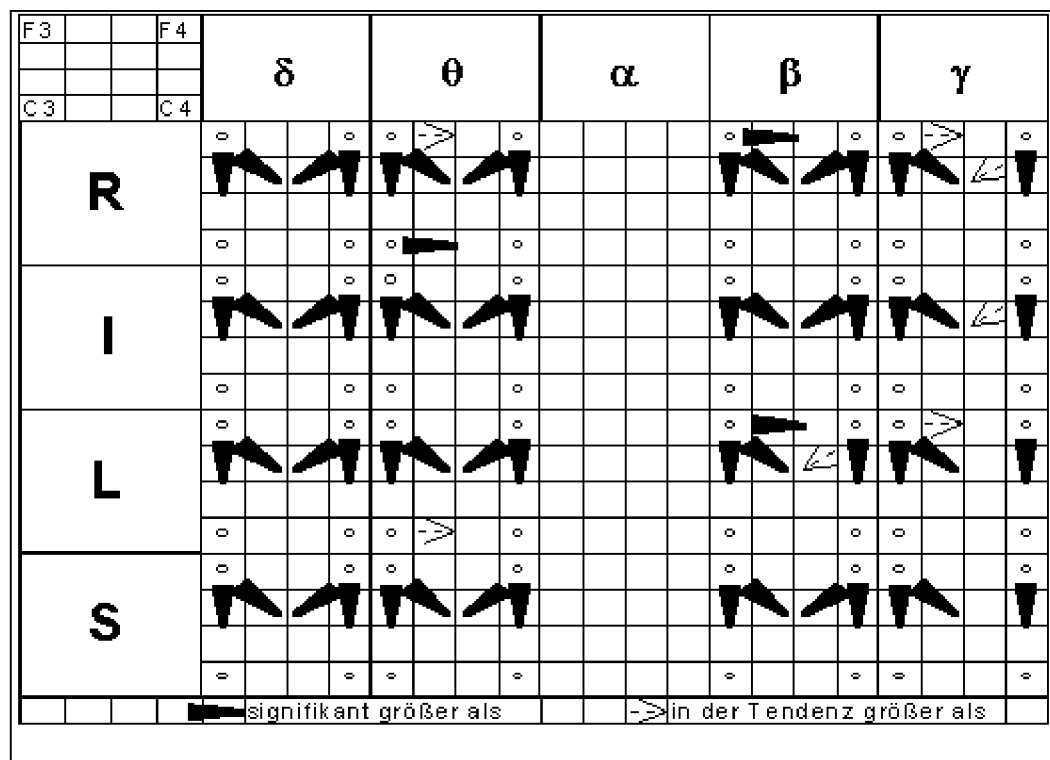 F3 F4
δ θ α β γ
C3 C4
R
I
L
S
signifikant größer als in der Tendenz größer als